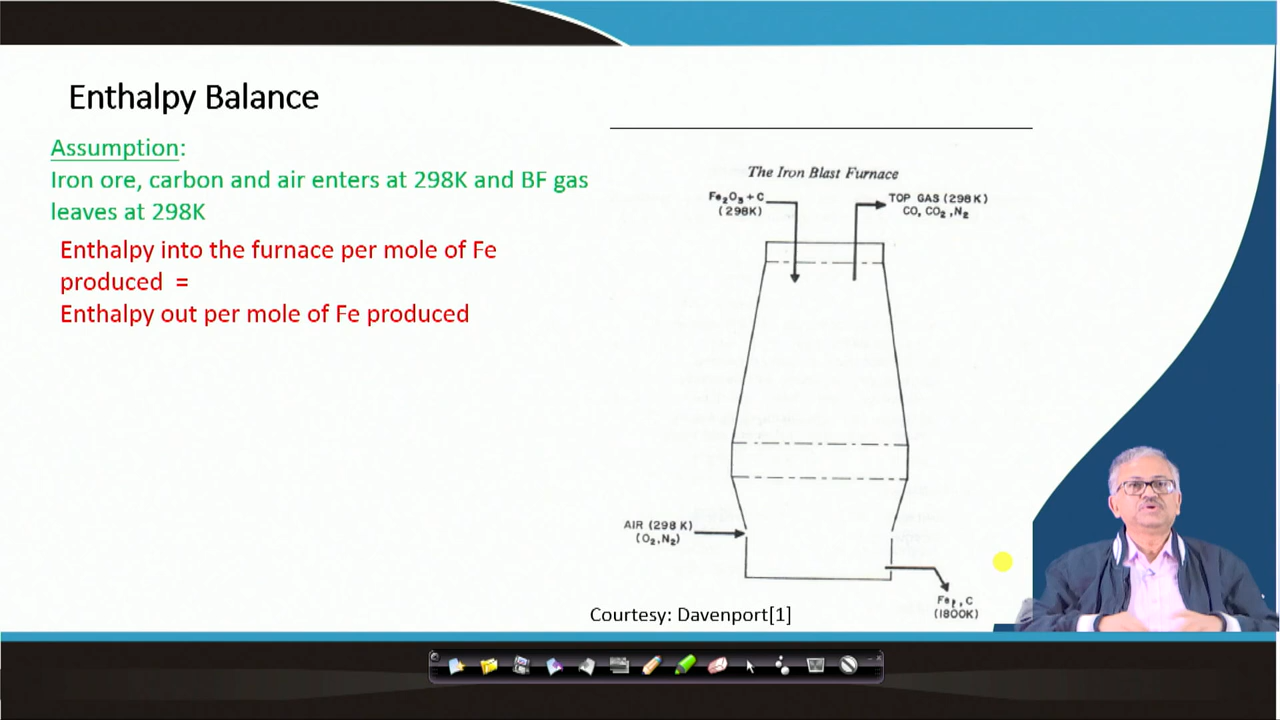 Enthalpy Balance
Assumption:
Iron ore, carbon and air enters at 298K and BF gas
leaves at 298K
Enthalpy into the furnace per mole of Fe
produced =
Enthalpy out per mole of Fe produced
The Iron Blast Furnace
Fe₂O₃ + C
(298K)
TOP GAS (298 K)
CO, CO₂, N₂
AIR (298 K)
(O₂, N₂)
Feₗ, C
(1800K)
Courtesy: Davenport[1]